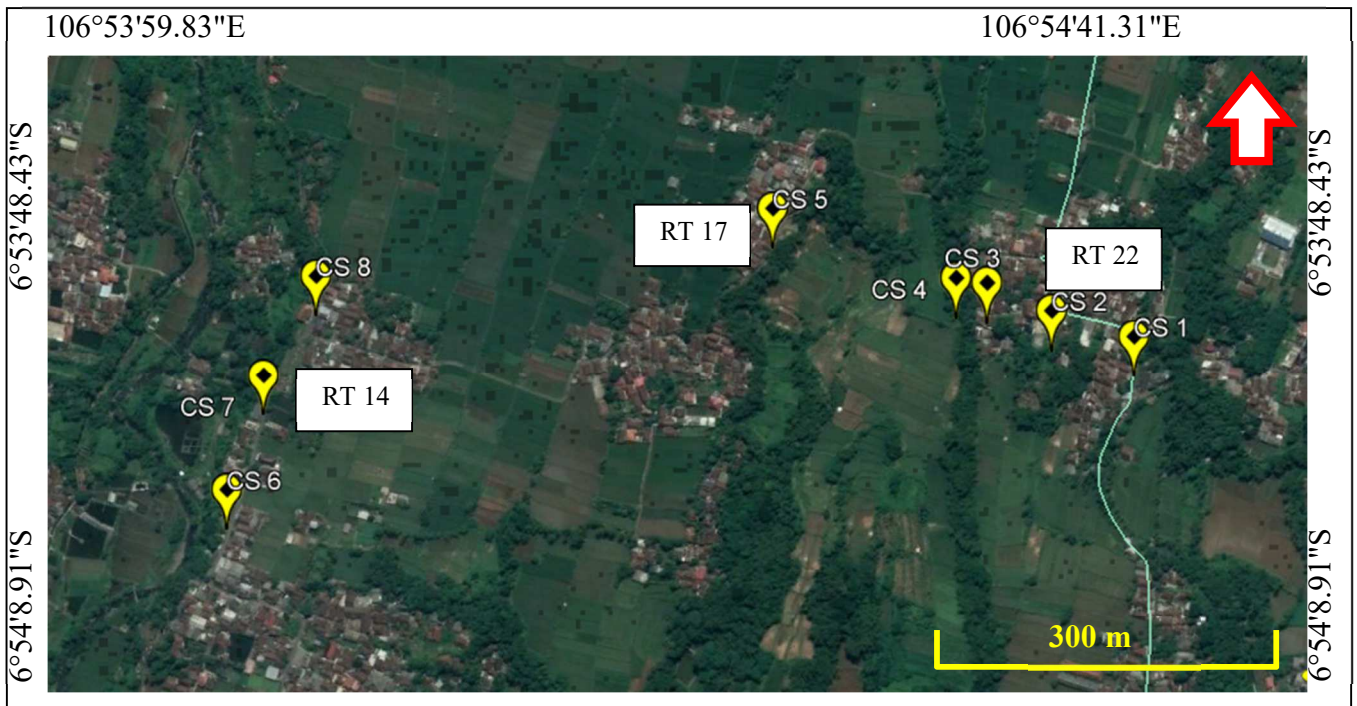 106°53'59.83"E
106°54'41.31"E
6°53'48.43"S
6°53'48.43"S
CS 5
RT 17
RT 22
CS 8
CS 3
CS 4
CS 2
CS 1
CS 7
RT 14
CS 6
6°54'8.91"S
6°54'8.91"S
300 m